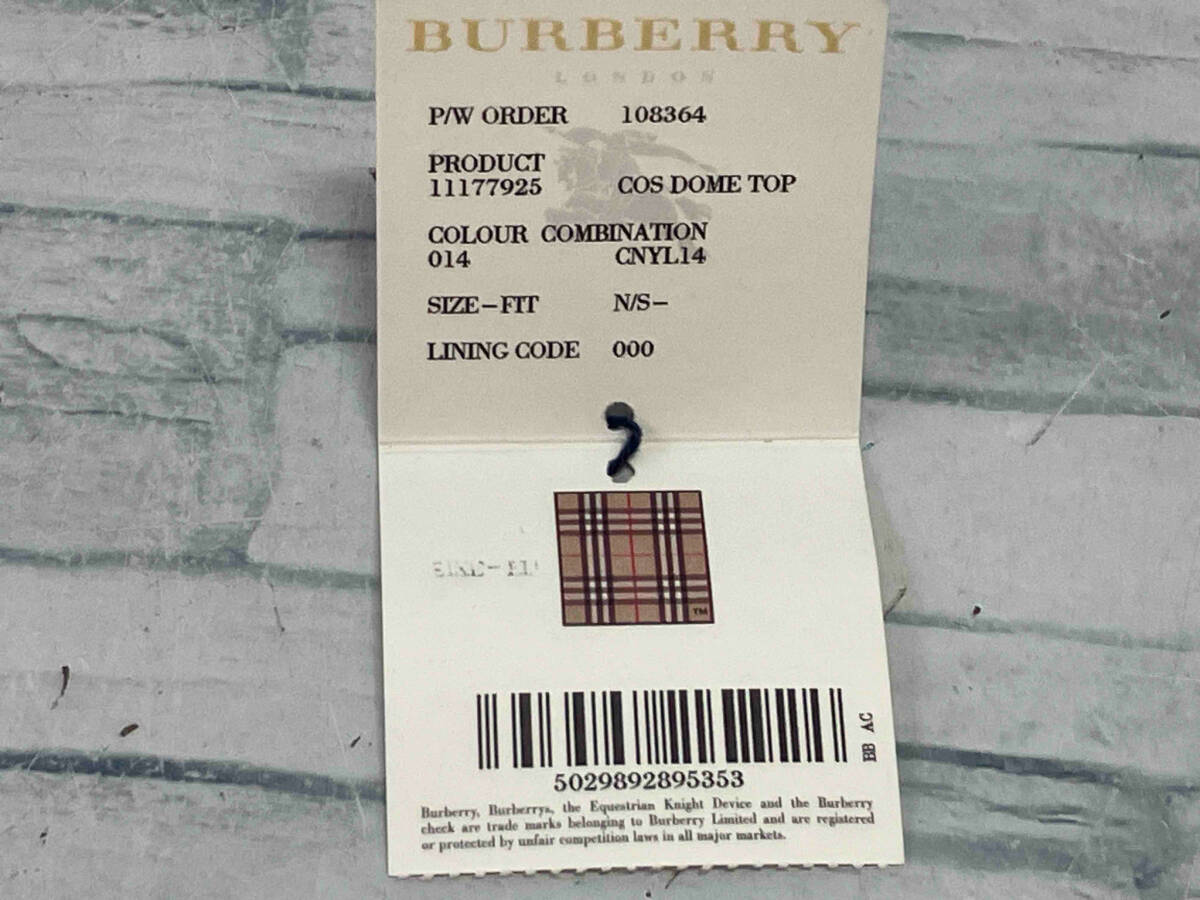 BURBERRY
LONDON
P/W ORDER 108364
PRODUCT
11177925 COS DOME TOP
COLOUR COMBINATION
014 CNYL14
SIZE-FIT N/S-
LINING CODE 000
TM
BB AC
5029892895353
Burberry, Burberrys, the Equestrian Knight Device and the Burberry
check are trade marks belonging to Burberry Limited and are registered
or protected by unfair competition laws in all major markets.